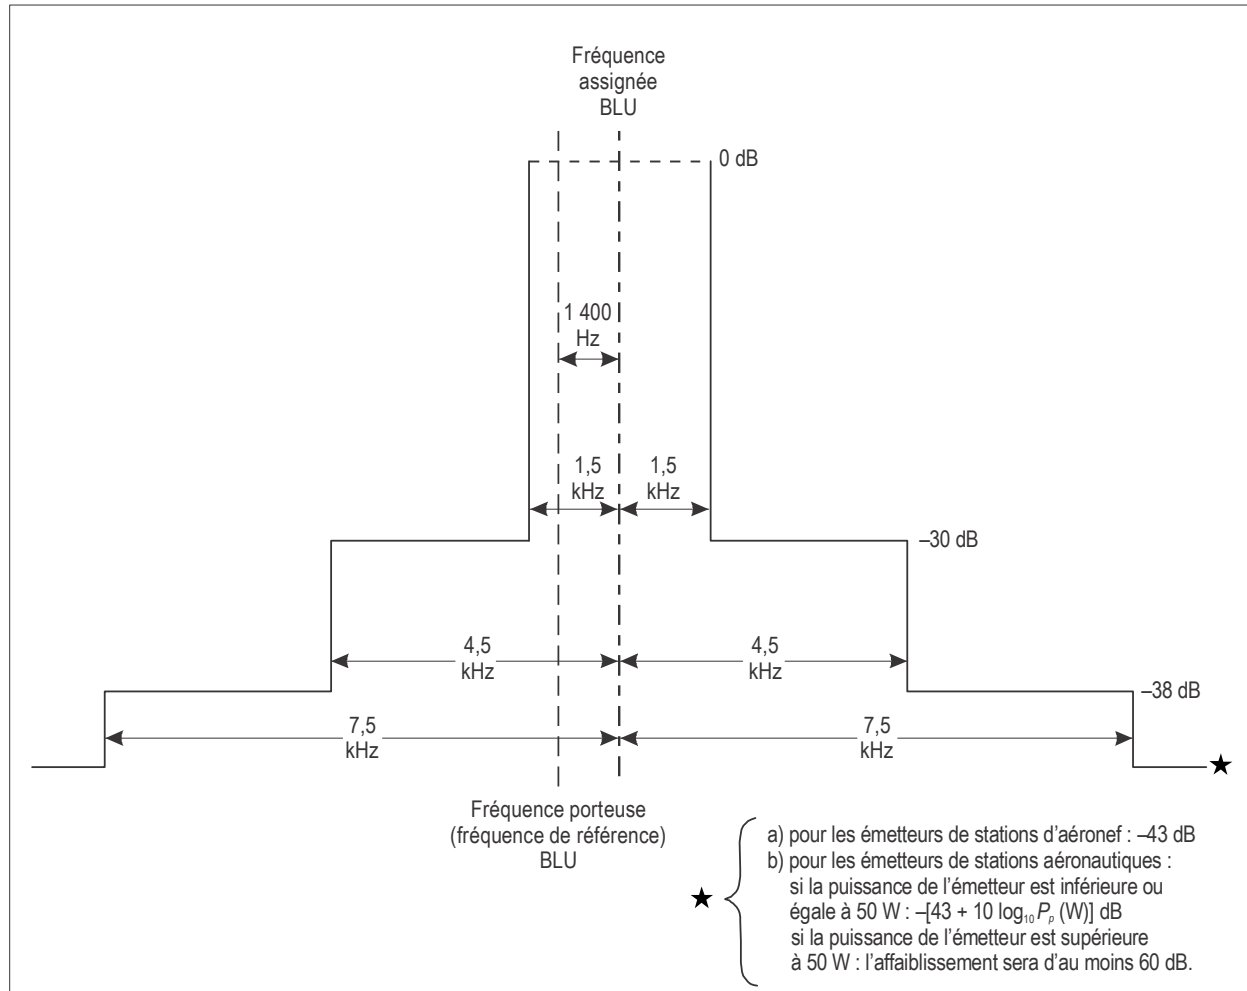 Fréquence
assignée
BLU
0 dB
1 400
Hz
1,5
kHz
1,5
kHz
–30 dB
4,5
kHz
4,5
kHz
–38 dB
7,5
kHz
7,5
kHz
★
Fréquence porteuse
(fréquence de référence)
BLU
★
a) pour les émetteurs de stations d'aéronef : –43 dB
b) pour les émetteurs de stations aéronautiques :
si la puissance de l'émetteur est inférieure ou
égale à 50 W : –[43 + 10 log₁₀ Pₚ (W)] dB
si la puissance de l'émetteur est supérieure
à 50 W : l'affaiblissement sera d'au moins 60 dB.